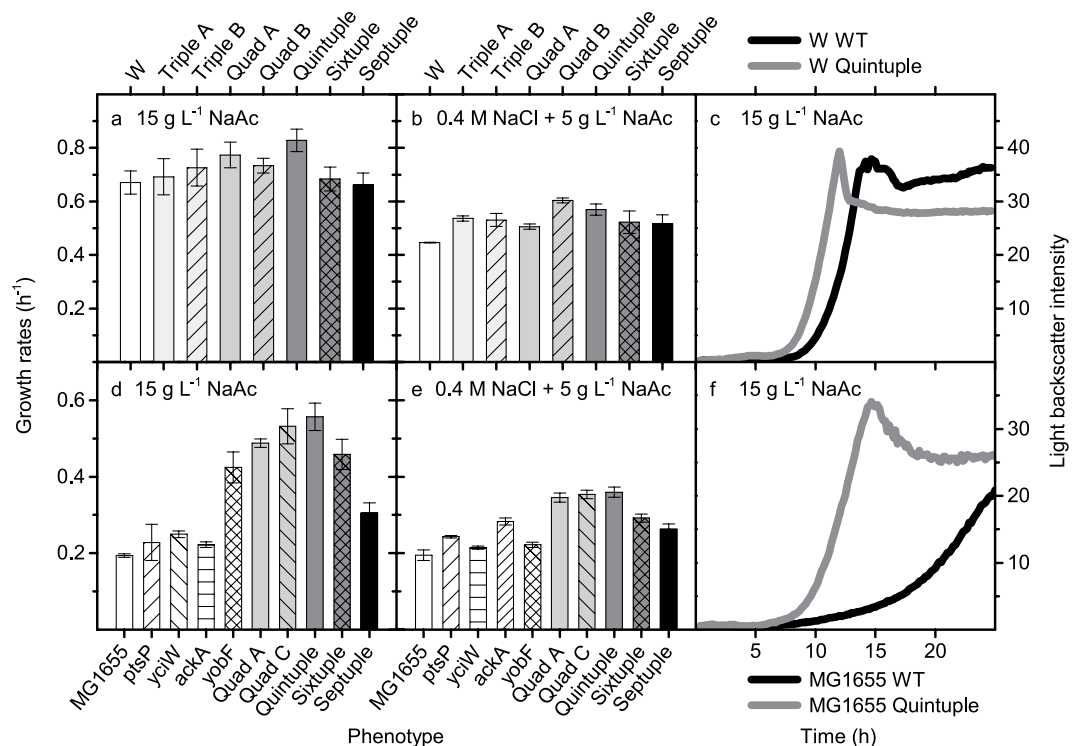 W
Triple A
Triple B
Quad A
Quad B
Quintuple
Sixtuple
Septuple
W
Triple A
Triple B
Quad A
Quad B
Quintuple
Sixtuple
Septuple
W WT
W Quintuple
a 15 g L⁻¹ NaAc
b 0.4 M NaCl + 5 g L⁻¹ NaAc
c 15 g L⁻¹ NaAc
0.8
0.6
0.4
0.2
40
30
20
10
d 15 g L⁻¹ NaAc
e 0.4 M NaCl + 5 g L⁻¹ NaAc
f 15 g L⁻¹ NaAc
0.6
0.4
0.2
30
20
10
Growth rates (h⁻¹)
Light backscatter intensity
MG1655
ptsP
yciW
ackA
yobF
Quad A
Quad C
Quintuple
Sixtuple
Septuple
MG1655
ptsP
yciW
ackA
yobF
Quad A
Quad C
Quintuple
Sixtuple
Septuple
5 10 15 20
MG1655 WT
MG1655 Quintuple
Phenotype
Time (h)